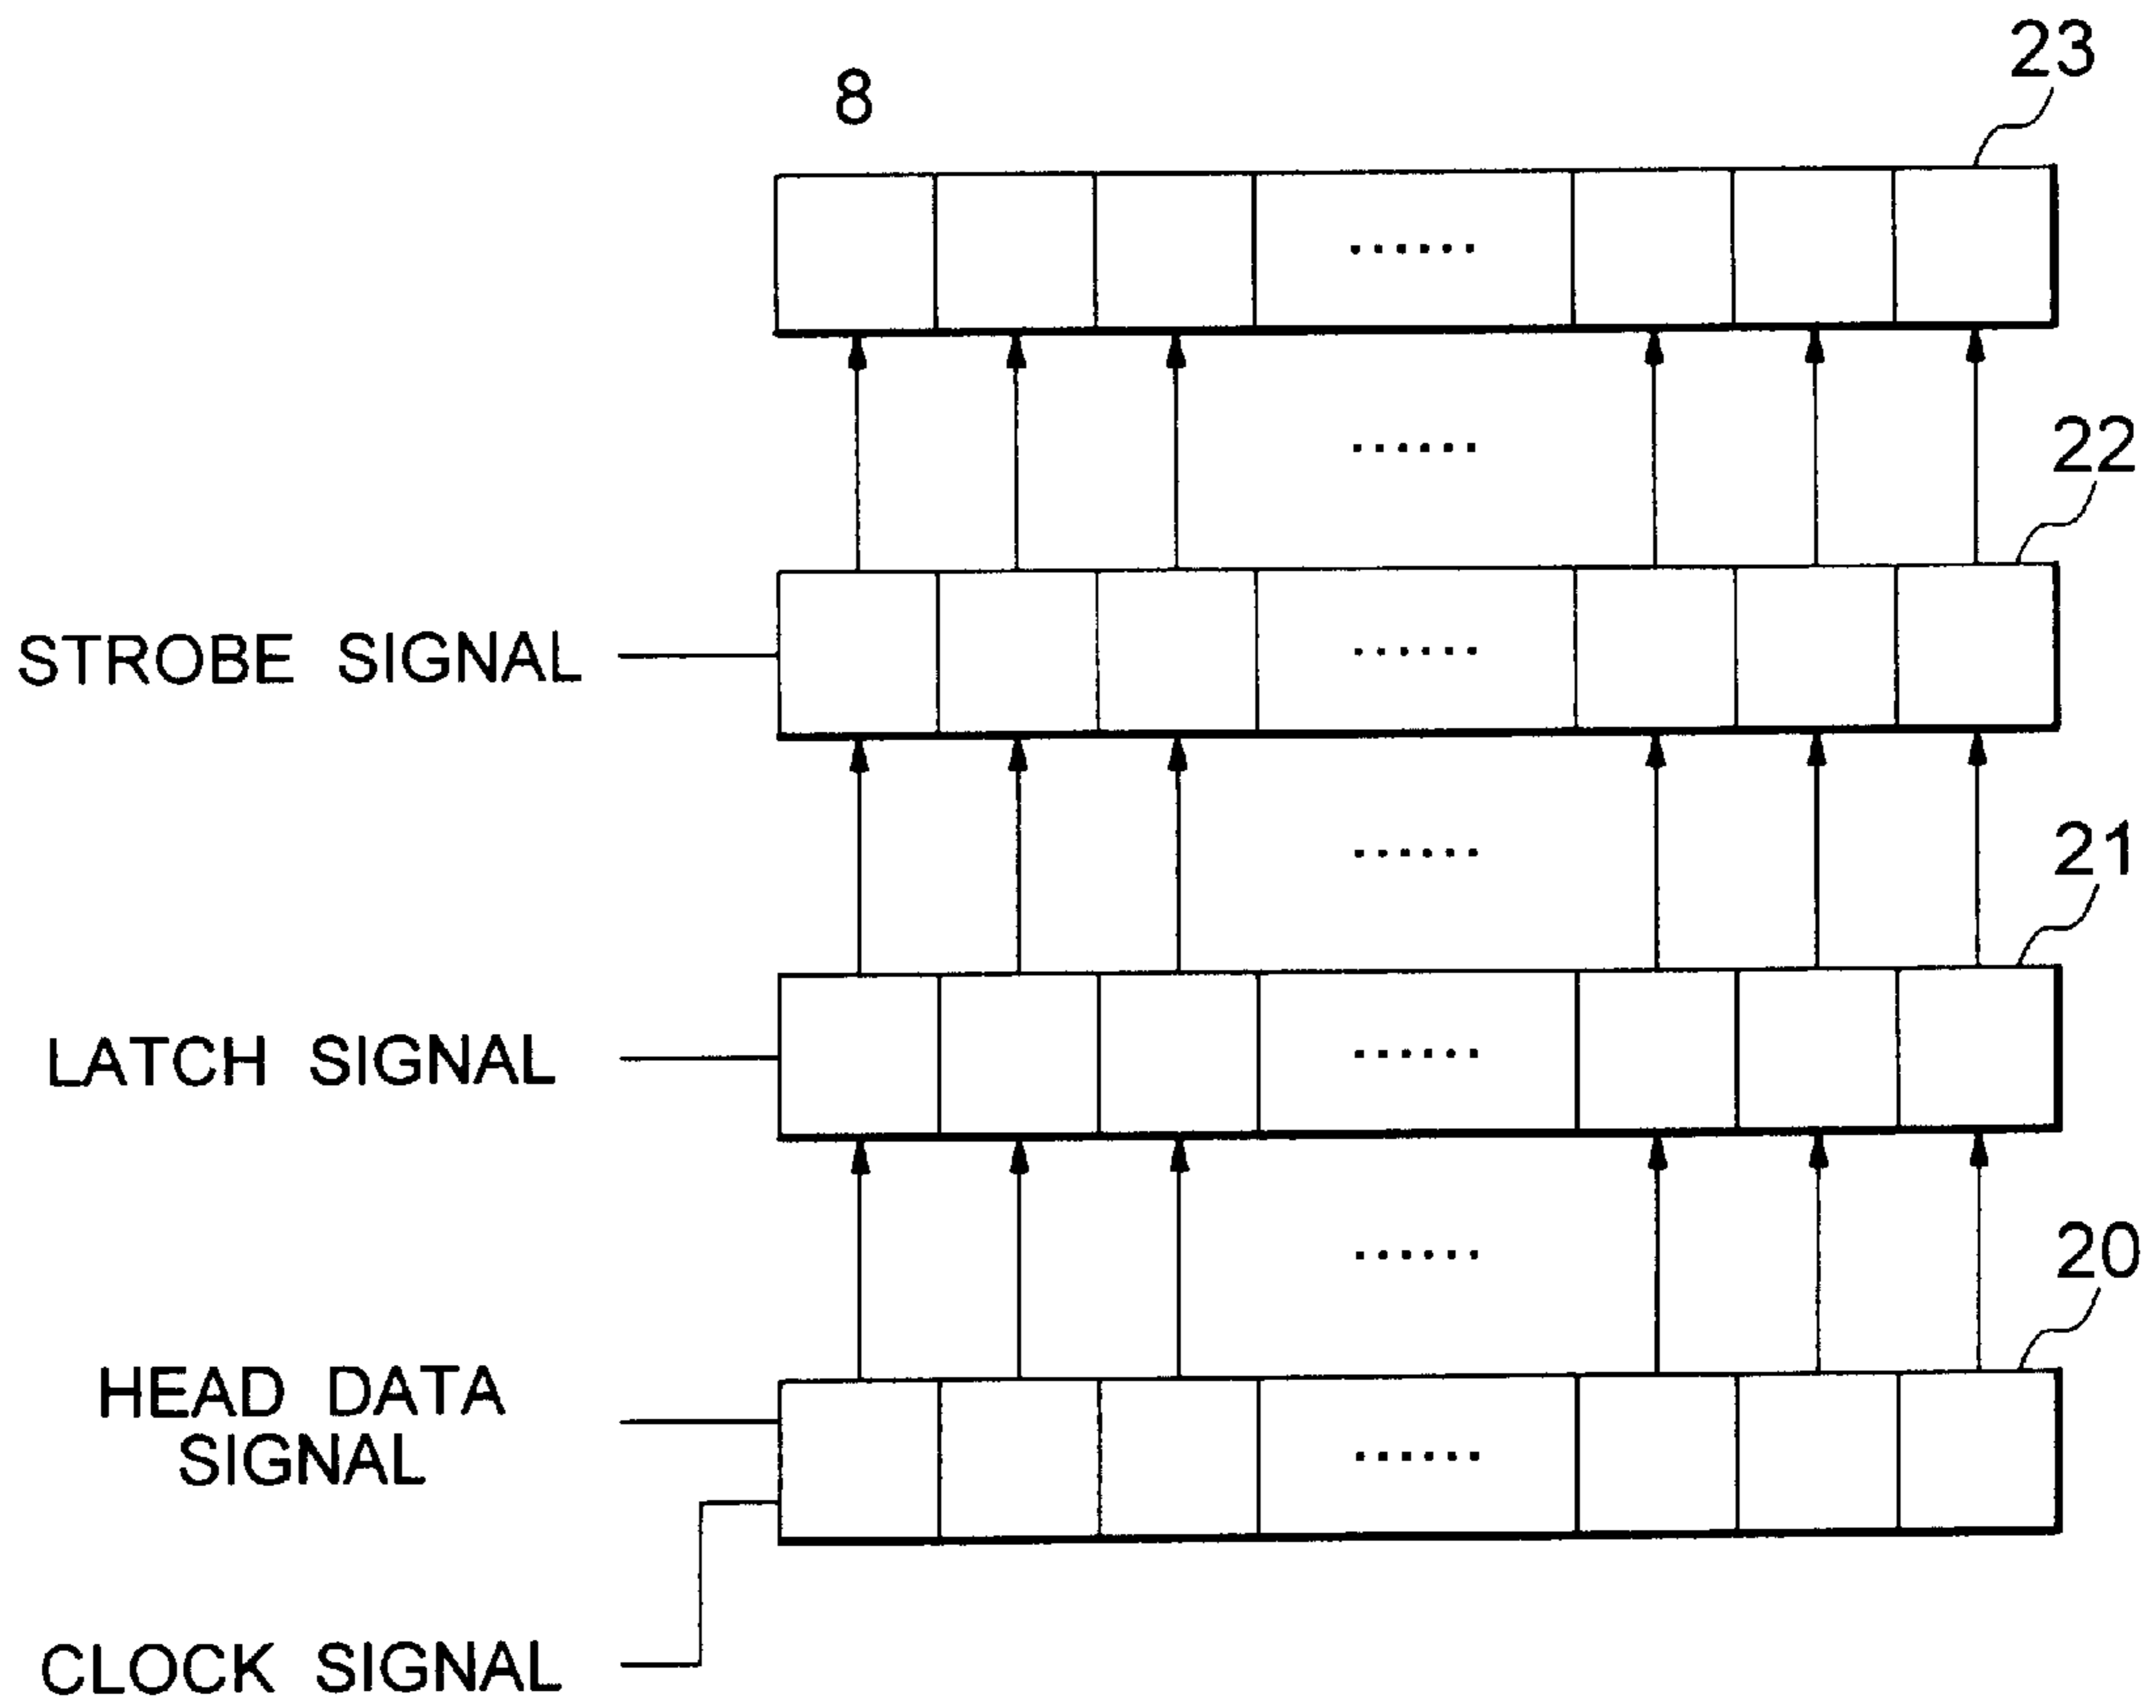 23
8
22
STROBE SIGNAL
21
LATCH SIGNAL
20
HEAD DATA
SIGNAL
CLOCK SIGNAL